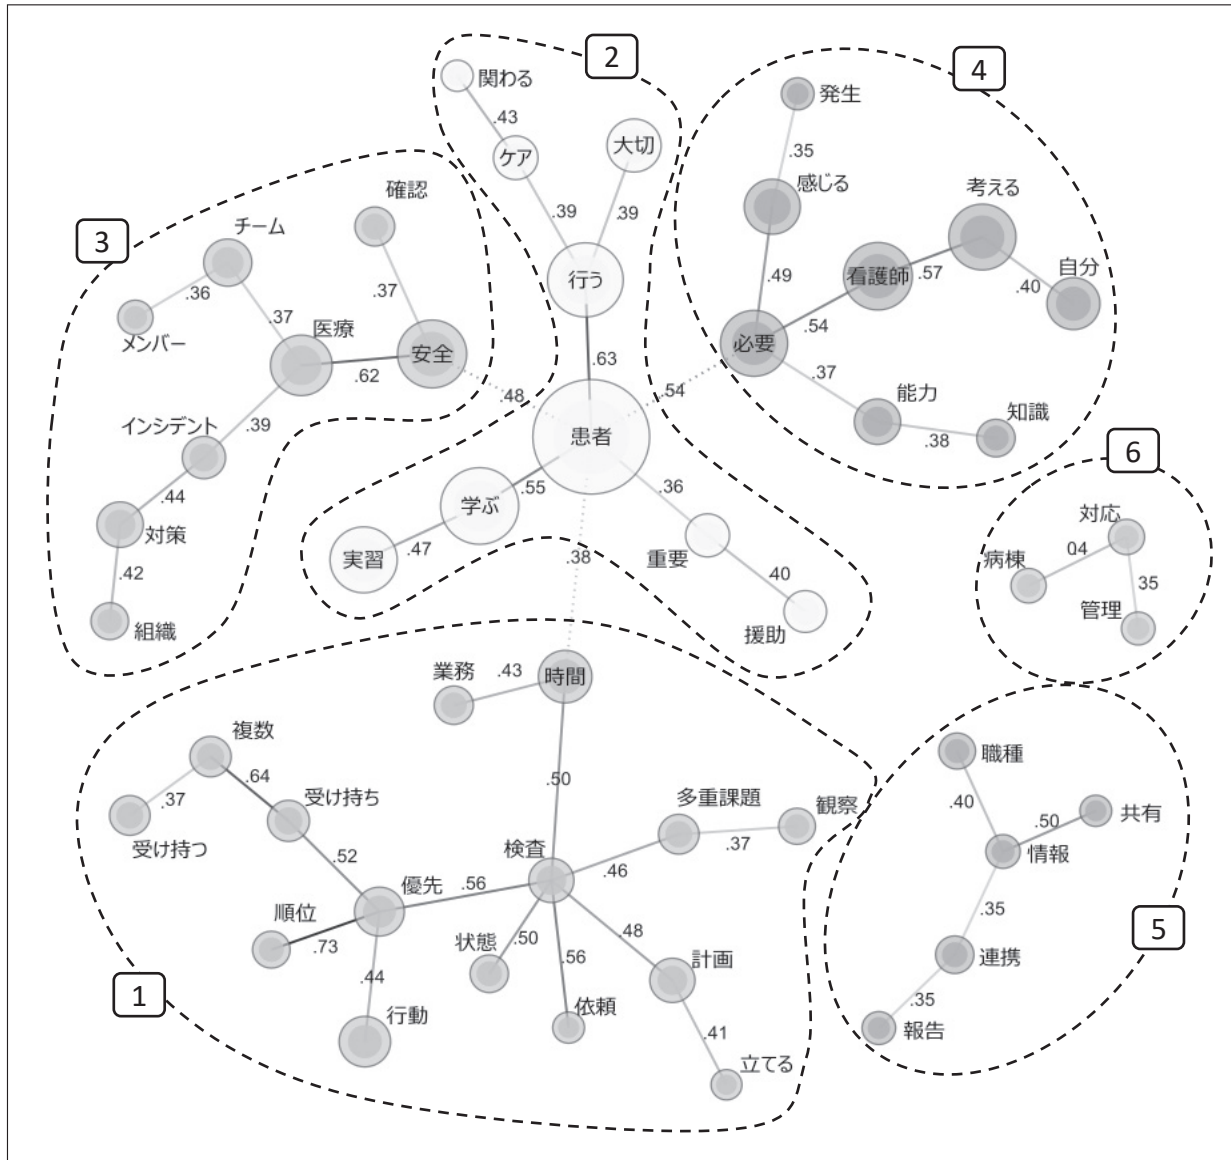 2
4
関わる
.43
発生
ケア
大切
.35
確認
感じる
考える
.39
.39
3
チーム
行う
看護師
.57
自分
.49
.40
.36
.37
.37
メンバー
医療
安全
.54
必要
.62
.63
.48
.54
.37
能力
知識
インシデント
.39
患者
.38
6
.55
.36
.44
学ぶ
対応
対策
.47
重要
病棟
04
実習
.38
.42
40
35
管理
組織
援助
業務
.43
時間
複数
職種
.64
.50
.37
受け持ち
多重課題
観察
.40
.50
共有
受け持つ
検査
.37
情報
.52
.46
優先
.56
.35
順位
5
.73
状態
.50
.48
連携
.56
計画
.44
1
.35
依頼
行動
.41
報告
立てる